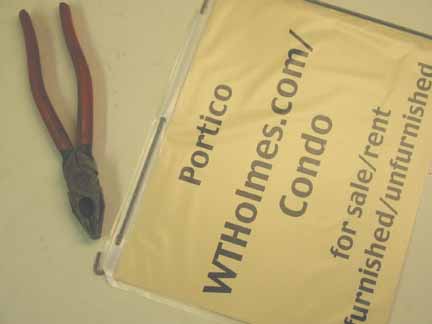 Portico
WTHolmes.com/
Condo
for sale/rent
furnished/unfurnished